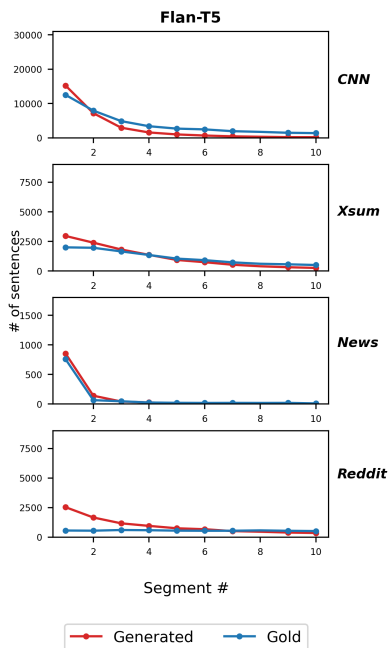 Flan-T5
30000
20000
10000
0
2 4 6 8 10
CNN
7500
5000
2500
0
2 4 6 8 10
Xsum
# of sentences
1500
1000
500
0
2 4 6 8 10
News
7500
5000
2500
0
2 4 6 8 10
Reddit
Segment #
Generated Gold